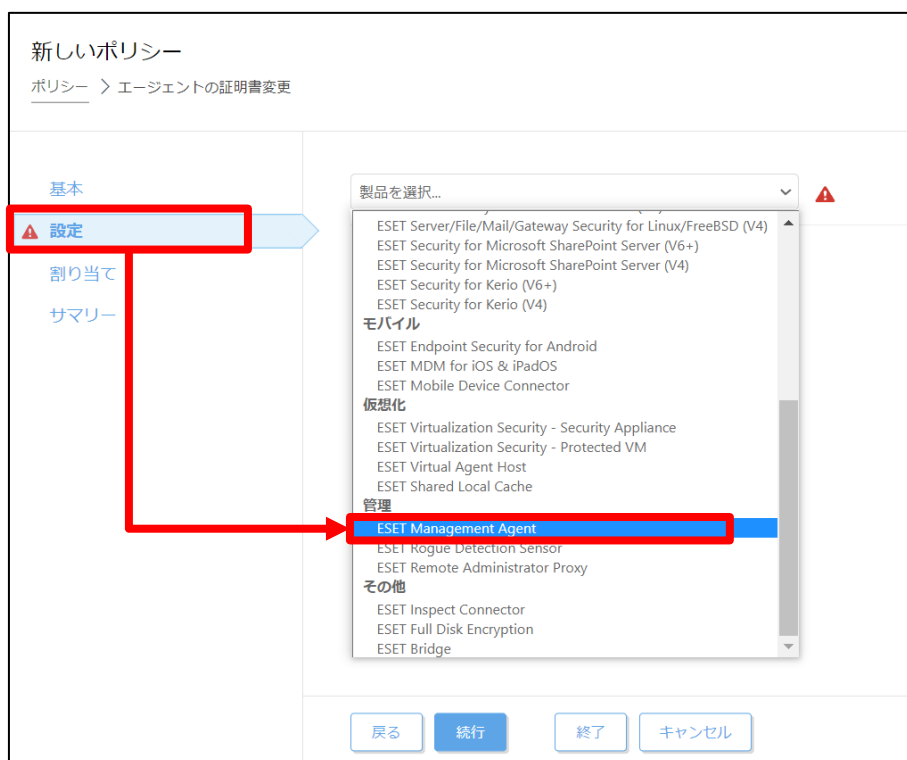 新しいポリシー
ポリシー > エージェントの証明書変更
基本
設定
割り当て
サマリー
製品を選択...
ESET Server/File/Mail/Gateway Security for Linux/FreeBSD (V4)
ESET Security for Microsoft SharePoint Server (V6+)
ESET Security for Microsoft SharePoint Server (V4)
ESET Security for Kerio (V6+)
ESET Security for Kerio (V4)
モバイル
ESET Endpoint Security for Android
ESET MDM for iOS & iPadOS
ESET Mobile Device Connector
仮想化
ESET Virtualization Security - Security Appliance
ESET Virtualization Security - Protected VM
ESET Virtual Agent Host
ESET Shared Local Cache
管理
ESET Management Agent
ESET Rogue Detection Sensor
ESET Remote Administrator Proxy
その他
ESET Inspect Connector
ESET Full Disk Encryption
ESET Bridge
戻る 続行 終了 キャンセル